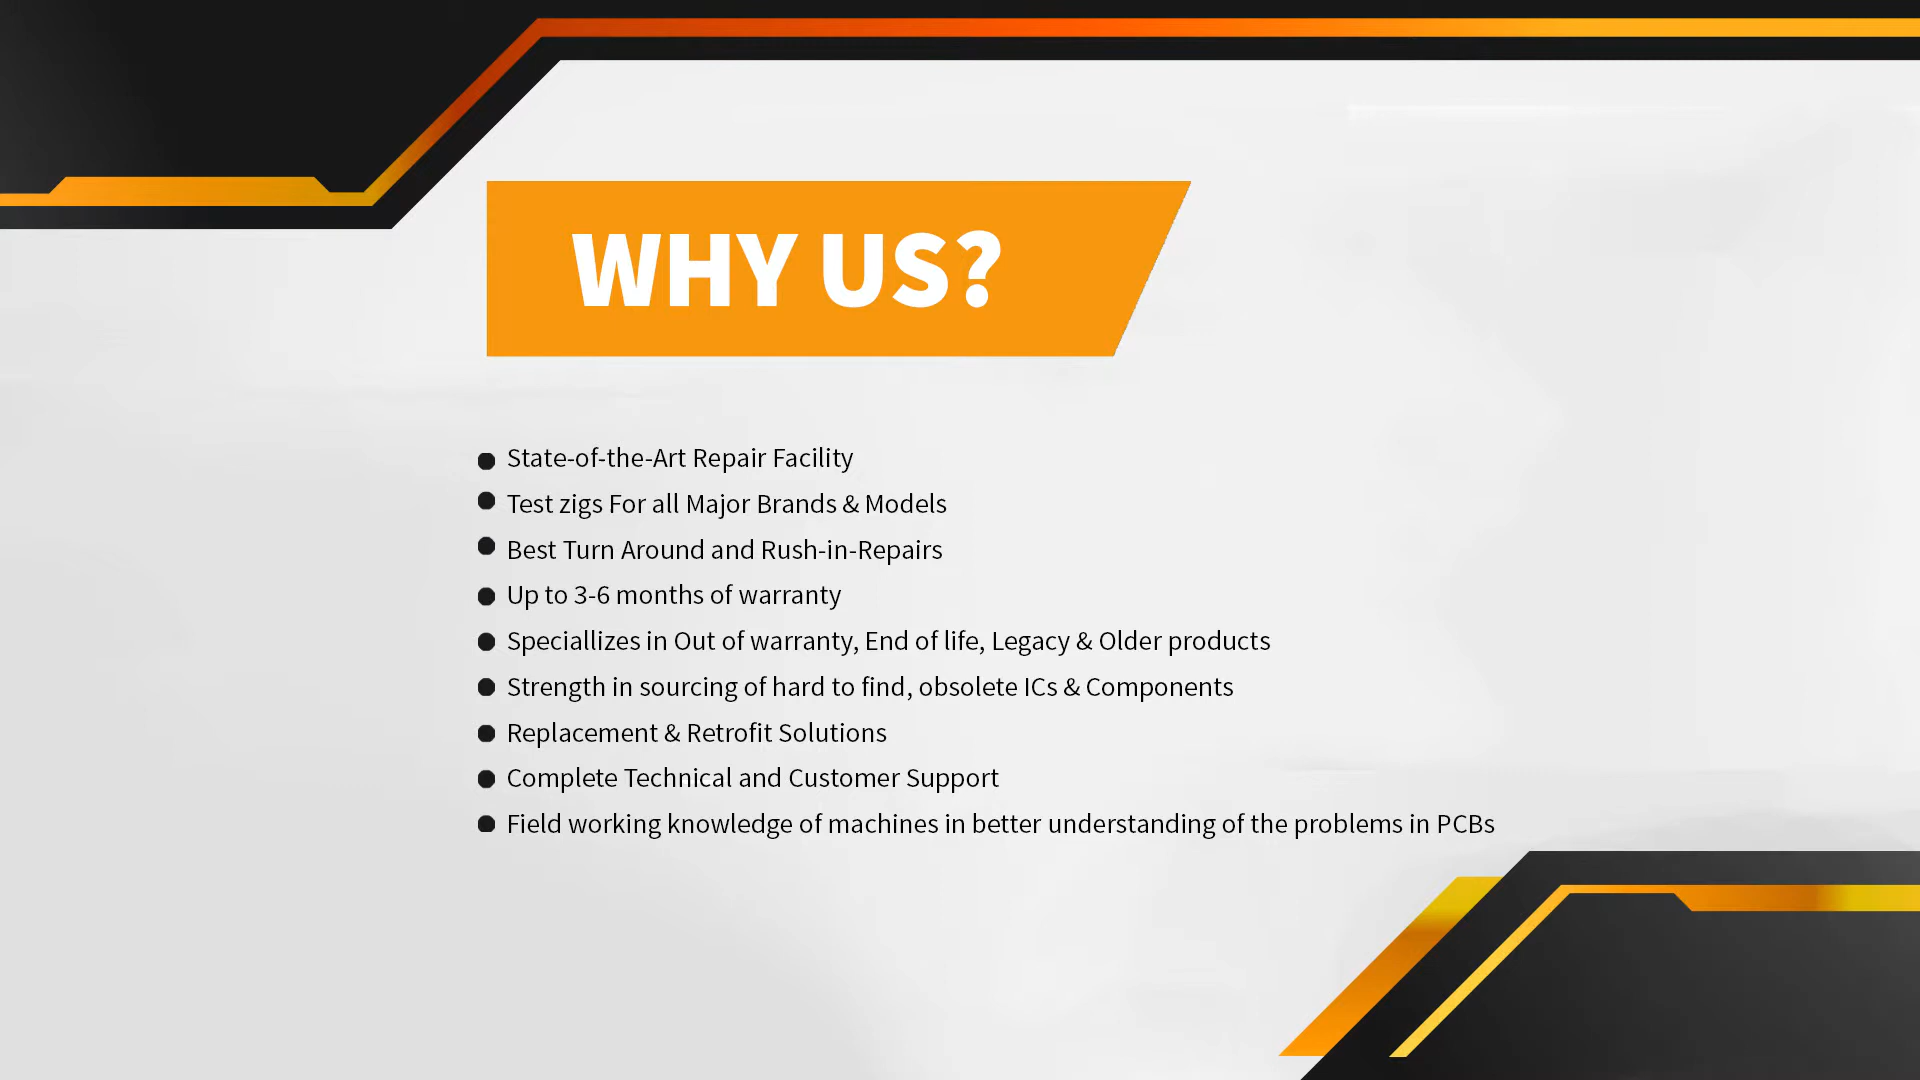 WHY US?
State-of-the-Art Repair Facility
Test zigs For all Major Brands & Models
Best Turn Around and Rush-in-Repairs
Up to 3-6 months of warranty
Speciallizes in Out of warranty, End of life, Legacy & Older products
Strength in sourcing of hard to find, obsolete ICs & Components
Replacement & Retrofit Solutions
Complete Technical and Customer Support
Field working knowledge of machines in better understanding of the problems in PCBs